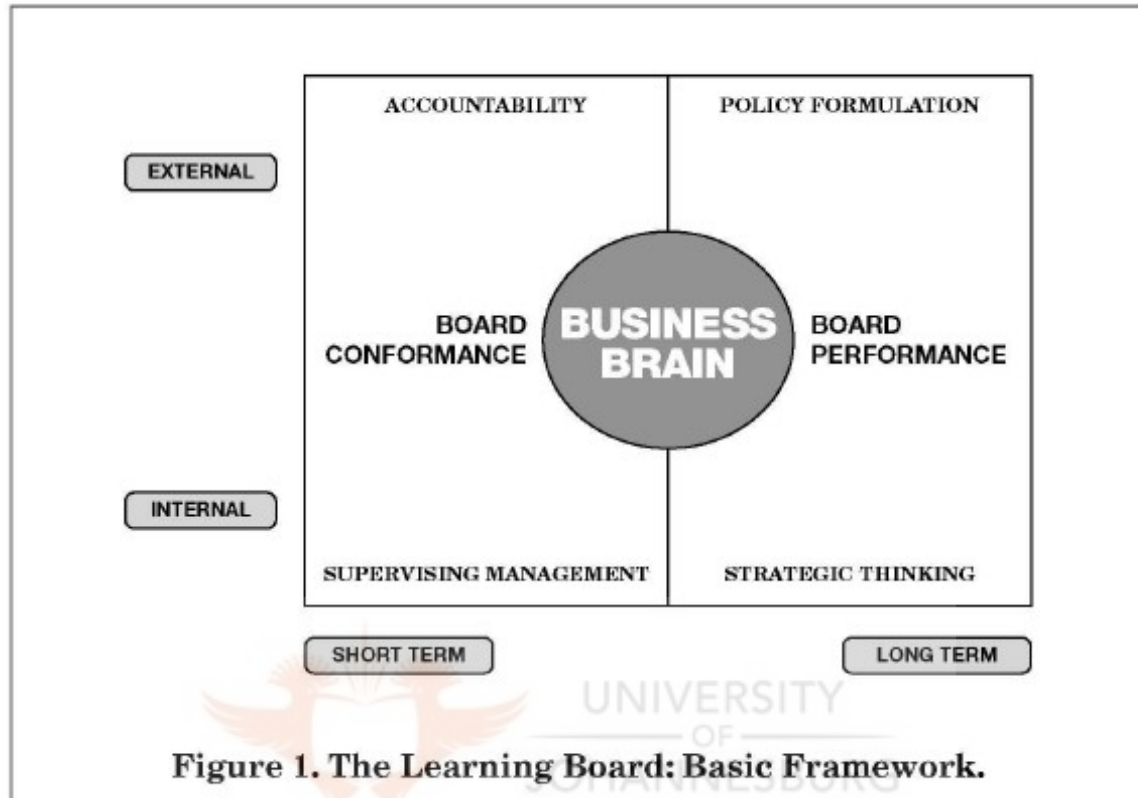 ACCOUNTABILITY
POLICY FORMULATION
EXTERNAL
BOARD
CONFORMANCE
BUSINESS
BRAIN
BOARD
PERFORMANCE
INTERNAL
SUPERVISING MANAGEMENT
STRATEGIC THINKING
SHORT TERM
LONG TERM
UNIVERSITY
OF
JOHANNESBURG
Figure 1. The Learning Board: Basic Framework.